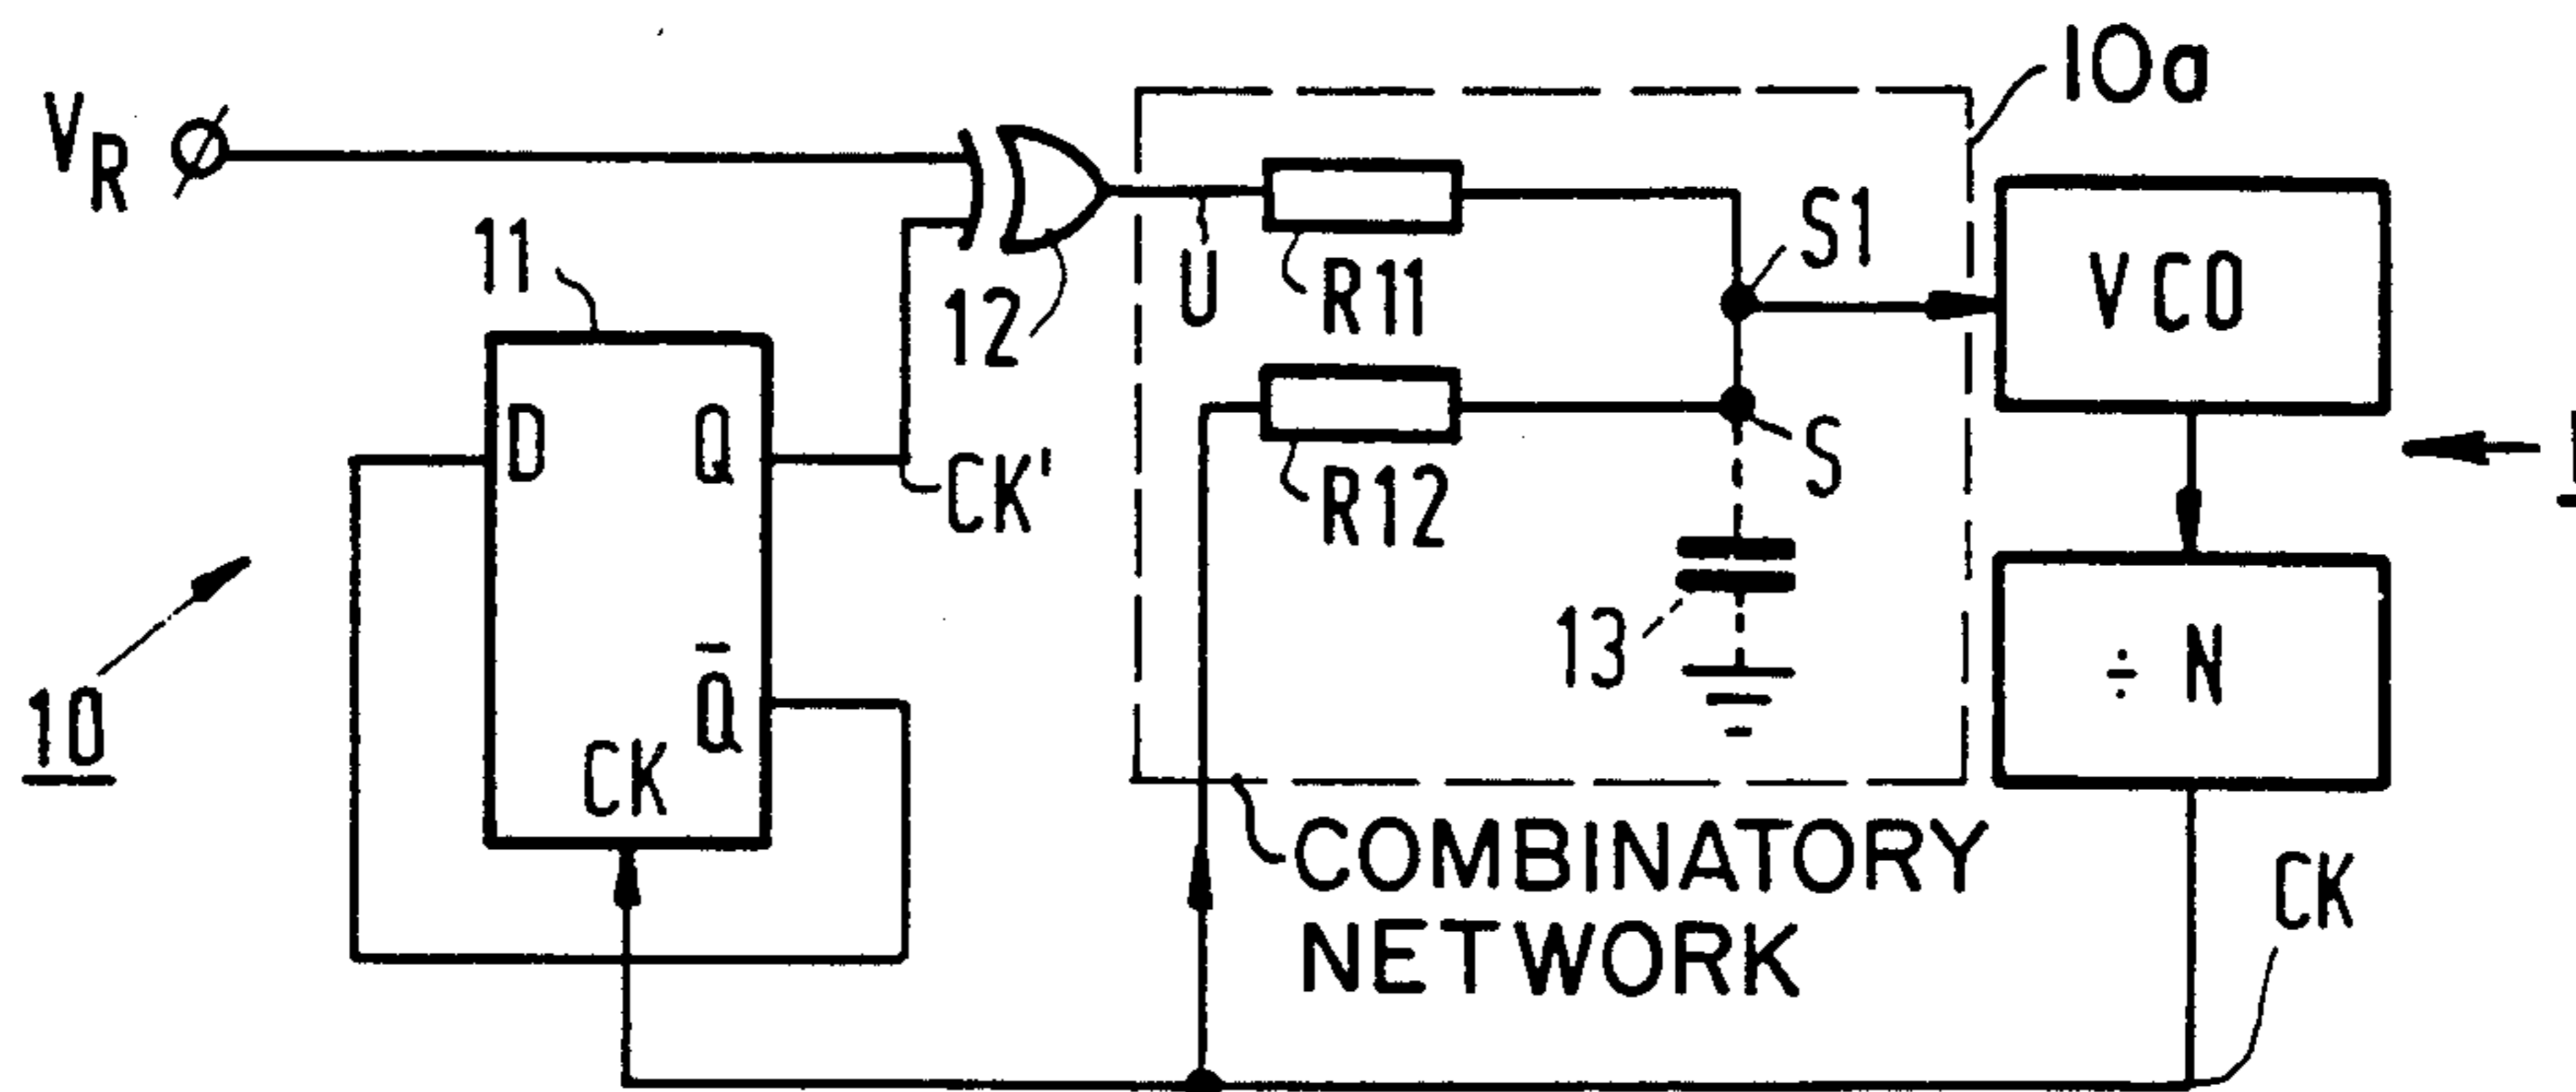 10a
VR
11
12
U
R11
S1
VCO
D
Q
CK'
R12
S
10
13
÷ N
Q̅
CK
COMBINATORY
NETWORK
CK